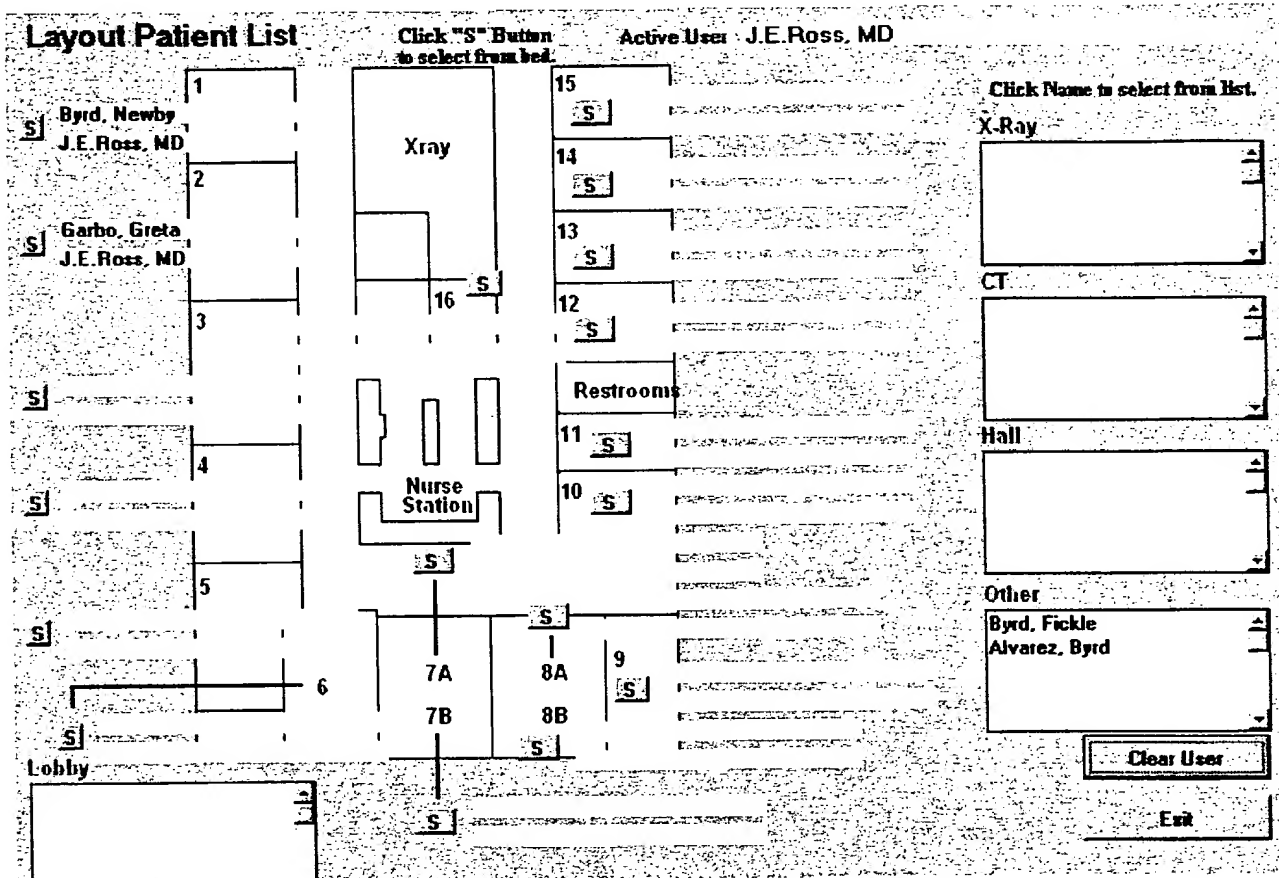 Layout Patient List
Click "S" Button
to select from bed.
Active User J.E.Ross, MD
1
S Byrd, Newby
J.E.Ross, MD
2
S Garbo, Greta
J.E.Ross, MD
3
S
4
S
5
S
6
S
Lobby
Xray
16 S
Nurse
Station
S
7A
7B
S
S
8A
8B
S
9
S
15
S
14
S
13
S
12
S
Restrooms
11 S
10 S
Click Name to select from list.
X-Ray
CT
Hall
Other
Byrd, Fickle
Alvarez, Byrd
Clear User
Exit